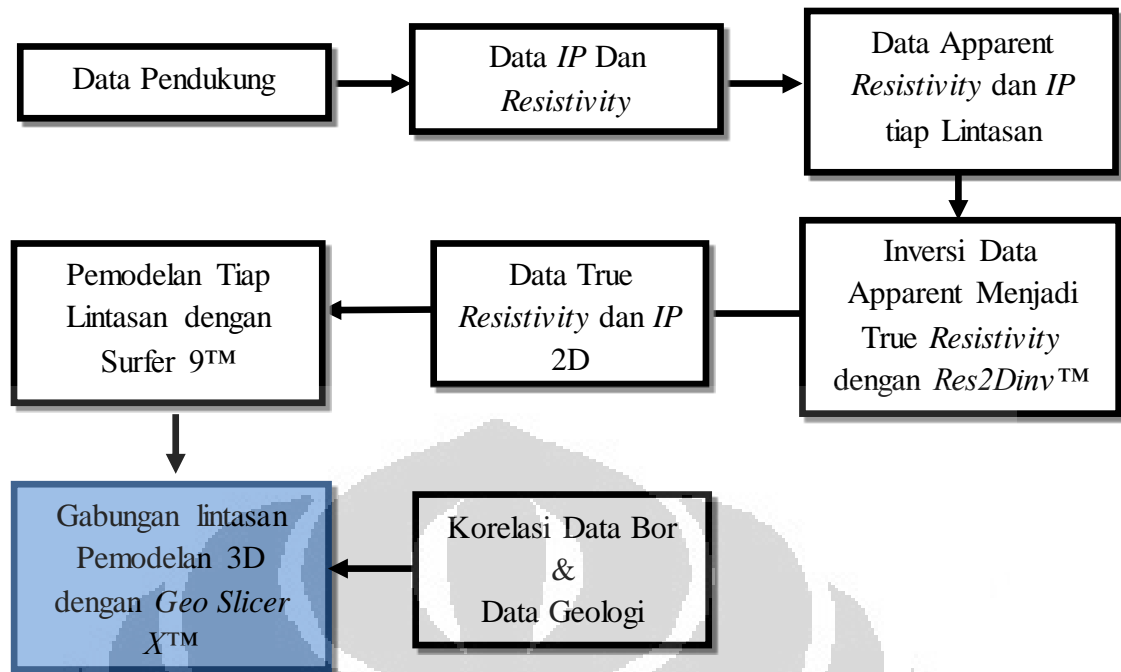 Data Pendukung
Data IP Dan
Resistivity
Data Apparent
Resistivity dan IP
tiap Lintasan
Inversi Data
Apparent Menjadi
True Resistivity
dengan Res2Dinv™
Data True
Resistivity dan IP
2D
Pemodelan Tiap
Lintasan dengan
Surfer 9™
Gabungan lintasan
Pemodelan 3D
dengan Geo Slicer
X™
Korelasi Data Bor
&
Data Geologi